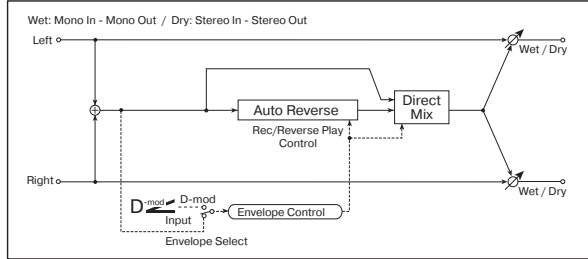 Wet: Mono In - Mono Out / Dry: Stereo In - Stereo Out
Left
Wet / Dry
Auto Reverse
Direct
Mix
Rec/Reverse Play
Control
Right
Wet / Dry
D-mod
D-mod
Input
Envelope Control
Envelope Select